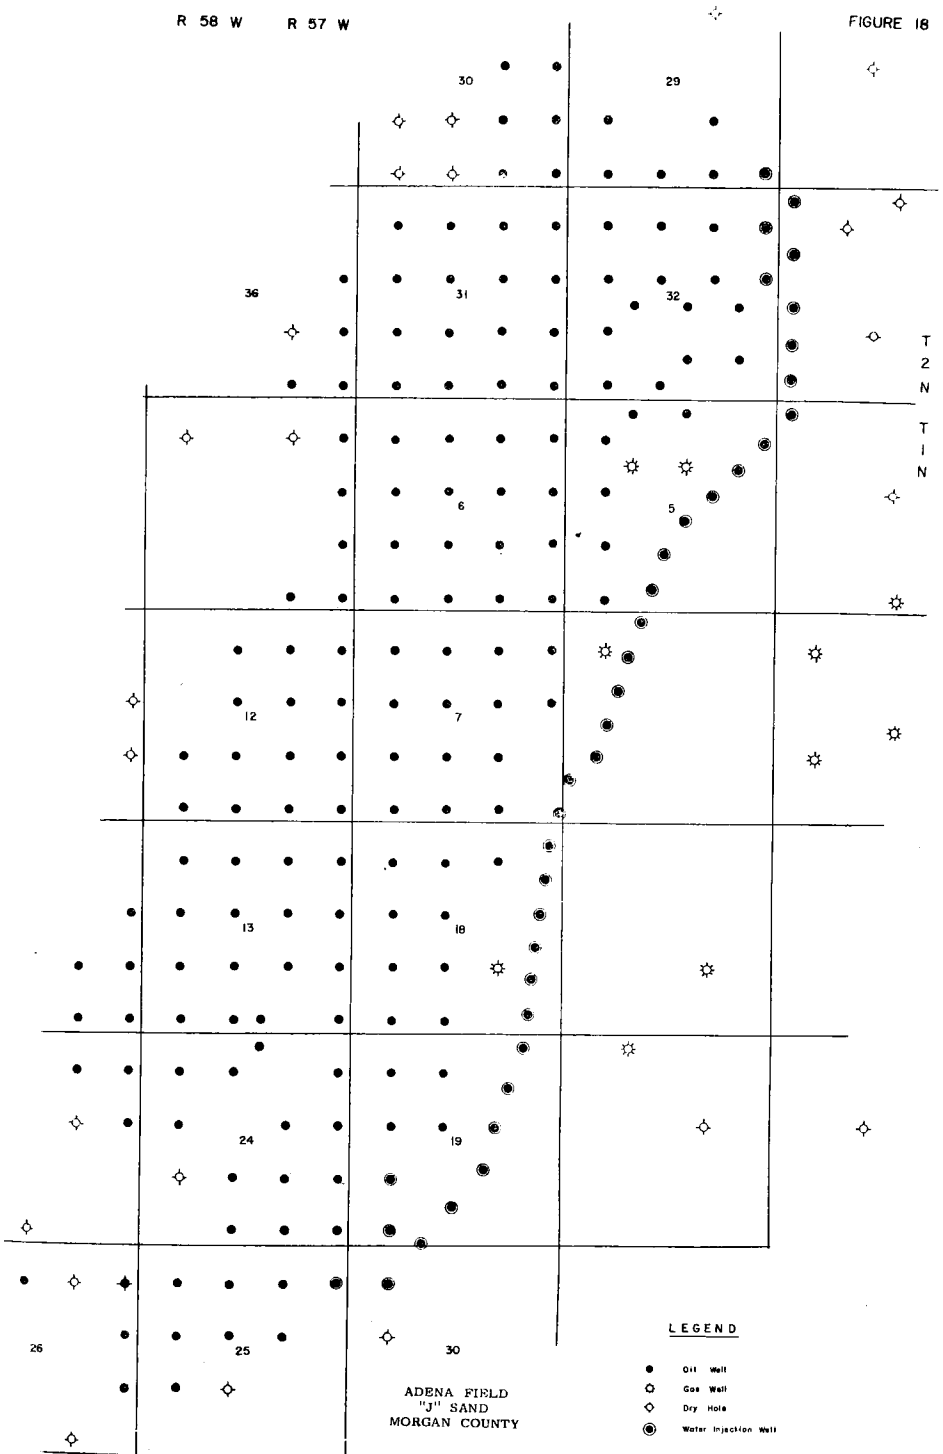 R 58 W R 57 W FIGURE 18
30 29
36 31 32
T
2
N
T
1
N
6 5
12 7
13 18
24 19
26 25 30
LEGEND
Oil Well
Gas Well
Dry Hole
Water Injection Well
ADENA FIELD
"J" SAND
MORGAN COUNTY